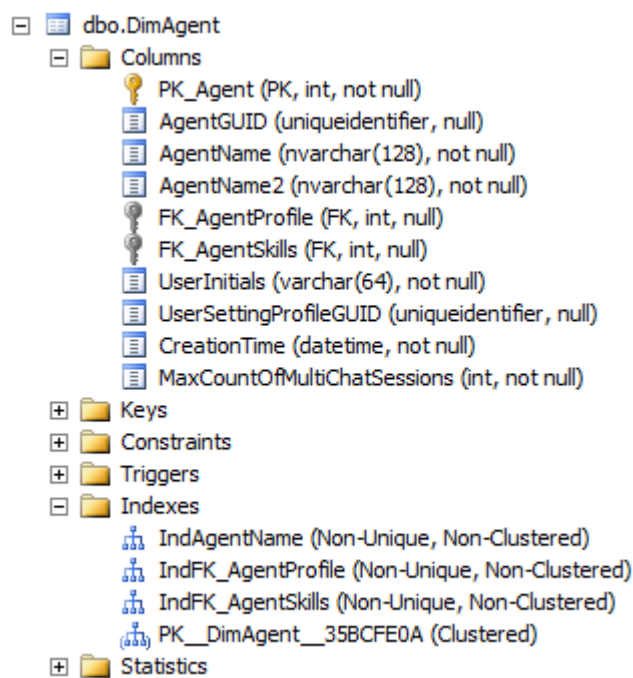 dbo.DimAgent
Columns
PK_Agent (PK, int, not null)
AgentGUID (uniqueidentifier, null)
AgentName (nvarchar(128), not null)
AgentName2 (nvarchar(128), not null)
FK_AgentProfile (FK, int, null)
FK_AgentSkills (FK, int, null)
UserInitials (varchar(64), not null)
UserSettingProfileGUID (uniqueidentifier, null)
CreationTime (datetime, not null)
MaxCountOfMultiChatSessions (int, not null)
Keys
Constraints
Triggers
Indexes
IndAgentName (Non-Unique, Non-Clustered)
IndFK_AgentProfile (Non-Unique, Non-Clustered)
IndFK_AgentSkills (Non-Unique, Non-Clustered)
PK__DimAgent__35BCFE0A (Clustered)
Statistics